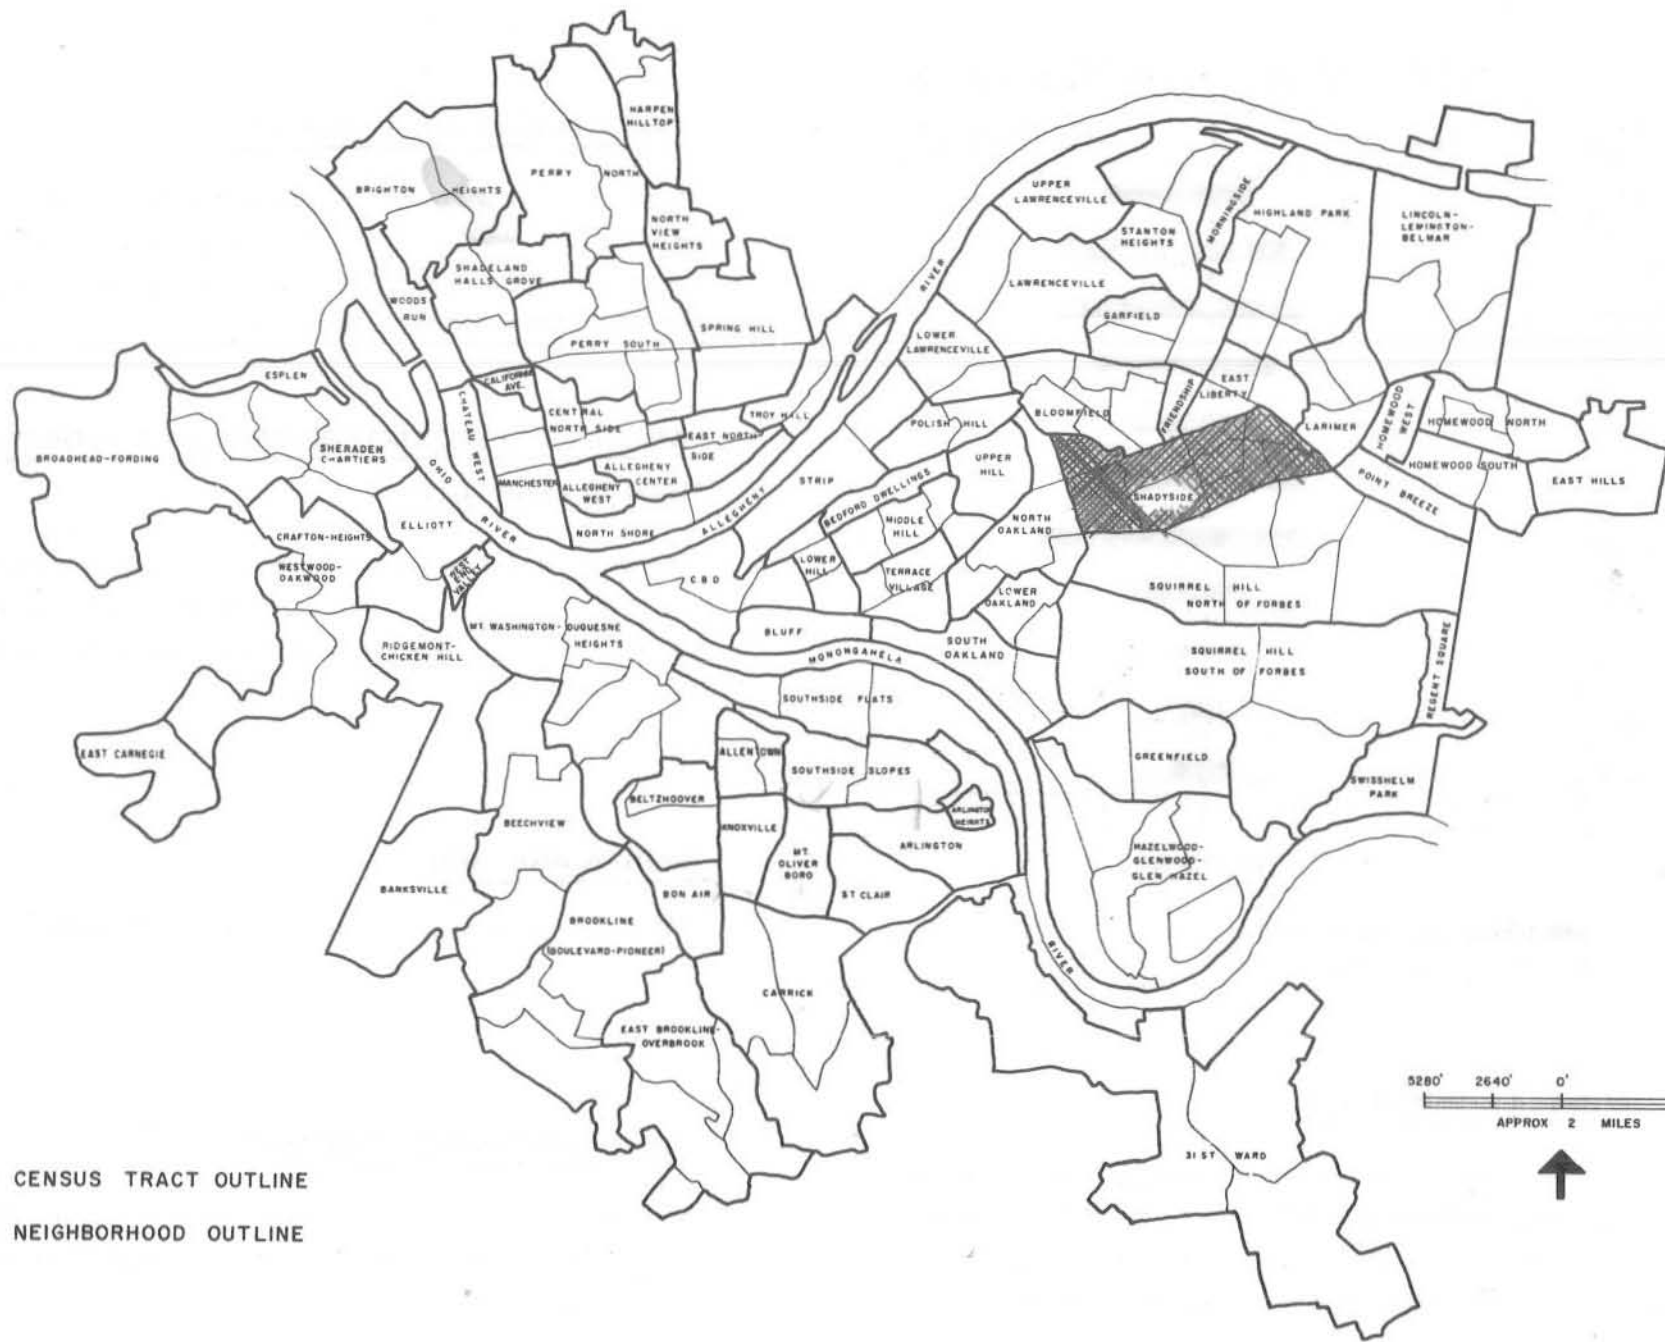 HARPEN
HILLTOP
PERRY NORTH
BRIGHTON HEIGHTS
NORTH
VIEW
HEIGHTS
SHADELAND
HALLS GROVE
WOODS
RUN
SPRING HILL
PERRY SOUTH
CALIFORNIA
AVE.
CHATEAU WEST
CENTRAL
NORTH SIDE
TROY HILL
EAST NORTH
SIDE
MANCHESTER
ALLEGHENY
WEST
ALLEGHENY
CENTER
NORTH SHORE
ESPLEN
BROADHEAD-FORDING
SHERADEN
CHARTIERS
OHIO RIVER
ALLEGHENY RIVER
ELLIOTT
CRAFTON-HEIGHTS
WESTWOOD-
OAKWOOD
WEST
END
VALLEY
RIDGEMONT-
CHICKEN HILL
EAST CARNEGIE
MT. WASHINGTON-DUQUESNE
HEIGHTS
UPPER
LAWRENCEVILLE
STANTON
HEIGHTS
MORNINGSIDE
HIGHLAND PARK
LINCOLN-
LEMINGTON-
BELMAR
LAWRENCEVILLE
GARFIELD
LOWER
LAWRENCEVILLE
BLOOMFIELD
FRIENDSHIP
EAST
LIBERTY
LARIMER
HOMEWOOD
WEST
HOMEWOOD NORTH
HOMEWOOD SOUTH
EAST HILLS
POINT BREEZE
SHADYSIDE
POLISH HILL
STRIP
UPPER
HILL
BEDFORD DWELLINGS
MIDDLE
HILL
NORTH
OAKLAND
LOWER
HILL
TERRACE
VILLAGE
C B D
LOWER
OAKLAND
BLUFF
SOUTH
OAKLAND
SQUIRREL HILL
NORTH OF FORBES
SQUIRREL HILL
SOUTH OF FORBES
REGENT SQUARE
MONONGAHELA RIVER
SOUTHSIDE FLATS
ALLENTOWN
SOUTHSIDE SLOPES
GREENFIELD
SWISSHELM
PARK
BELTZHOOVER
KNOXVILLE
ARLINGTON
HEIGHTS
ARLINGTON
MT.
OLIVER
BORO
ST CLAIR
HAZELWOOD-
GLENWOOD-
GLEN HAZEL
BEECHVIEW
BANKSVILLE
BON AIR
BROOKLINE
(BOULEVARD-PIONEER)
CARRICK
EAST BROOKLINE-
OVERBROOK
31 ST WARD
5280' 2640' 0'
APPROX 2 MILES
CENSUS TRACT OUTLINE
NEIGHBORHOOD OUTLINE